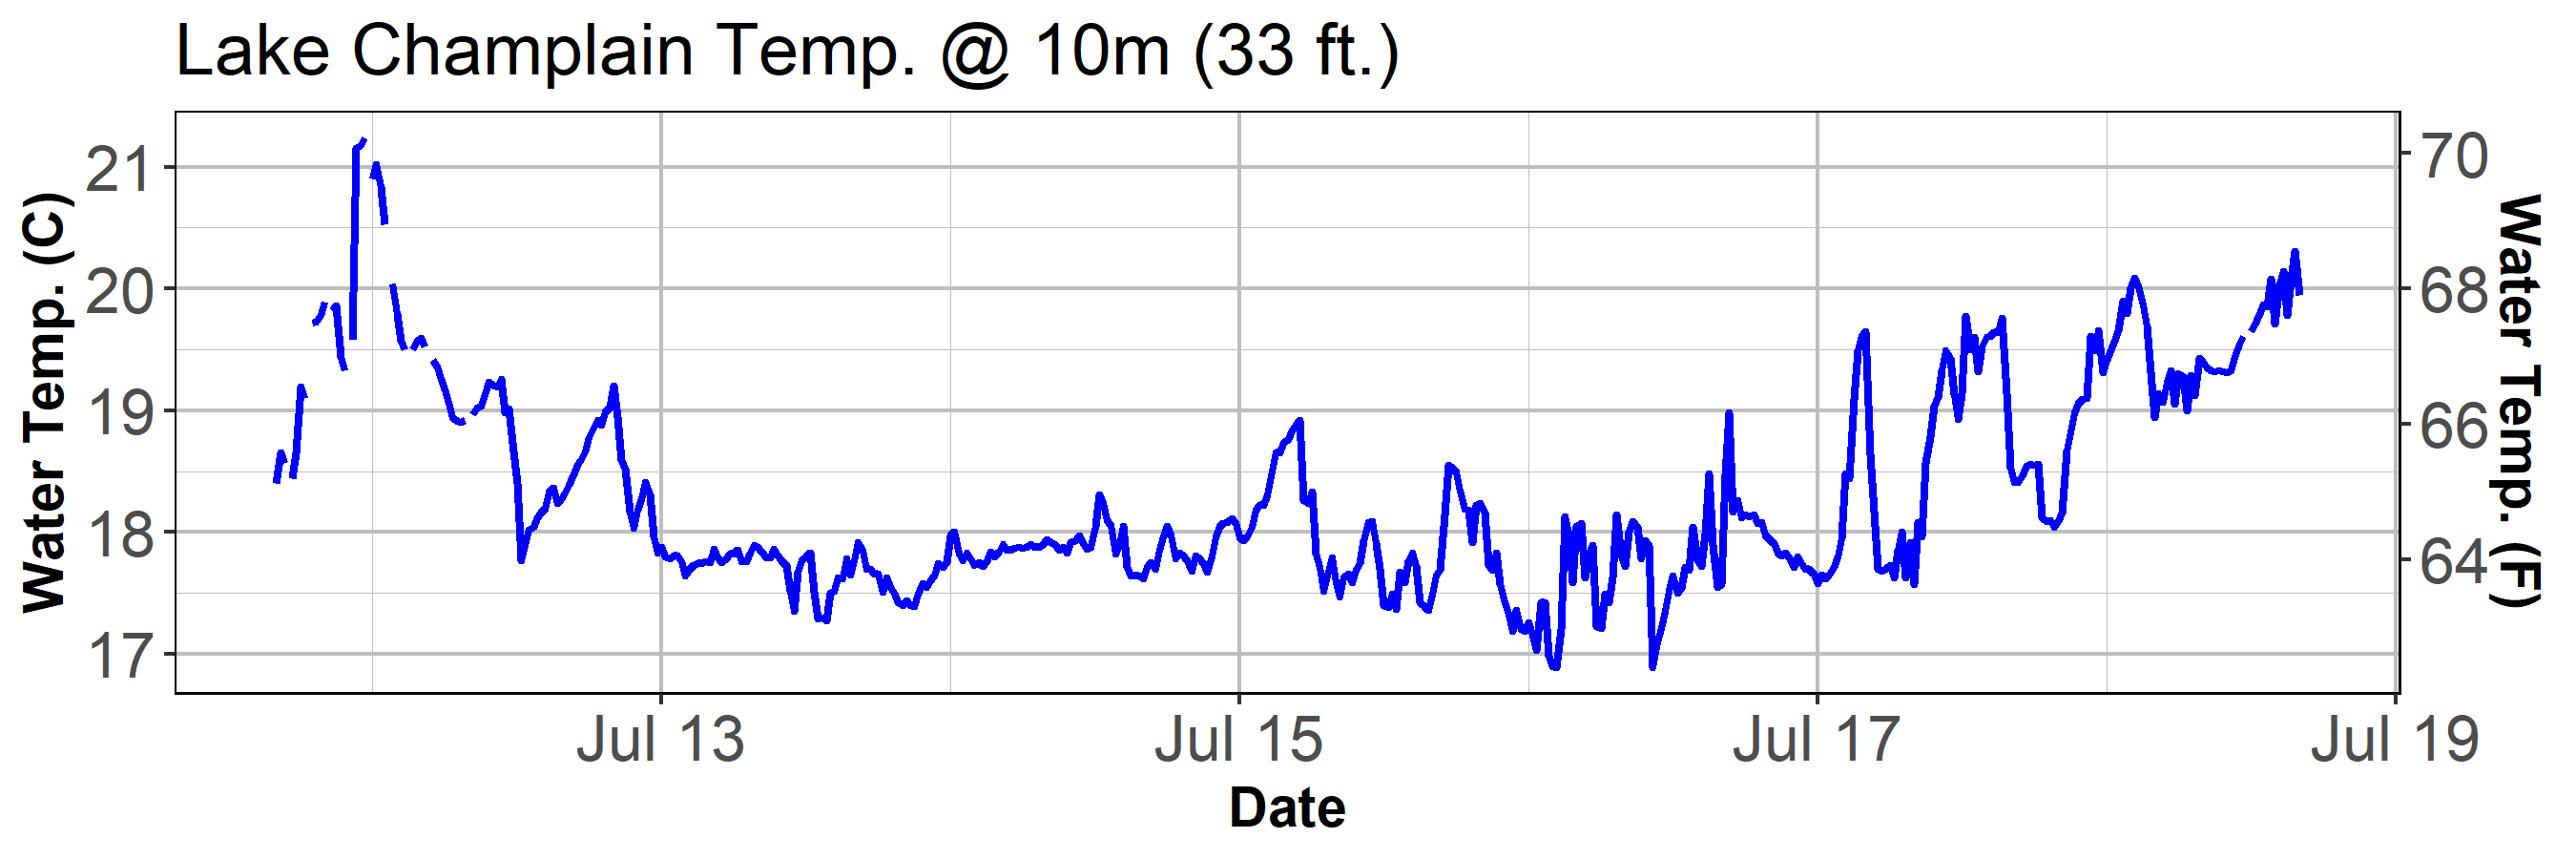 Lake Champlain Temp. @ 10m (33 ft.)
Water Temp. (C)
21
20
19
18
17
70
68
66
64
Water Temp. (F)
Jul 13
Jul 15
Jul 17
Jul 19
Date